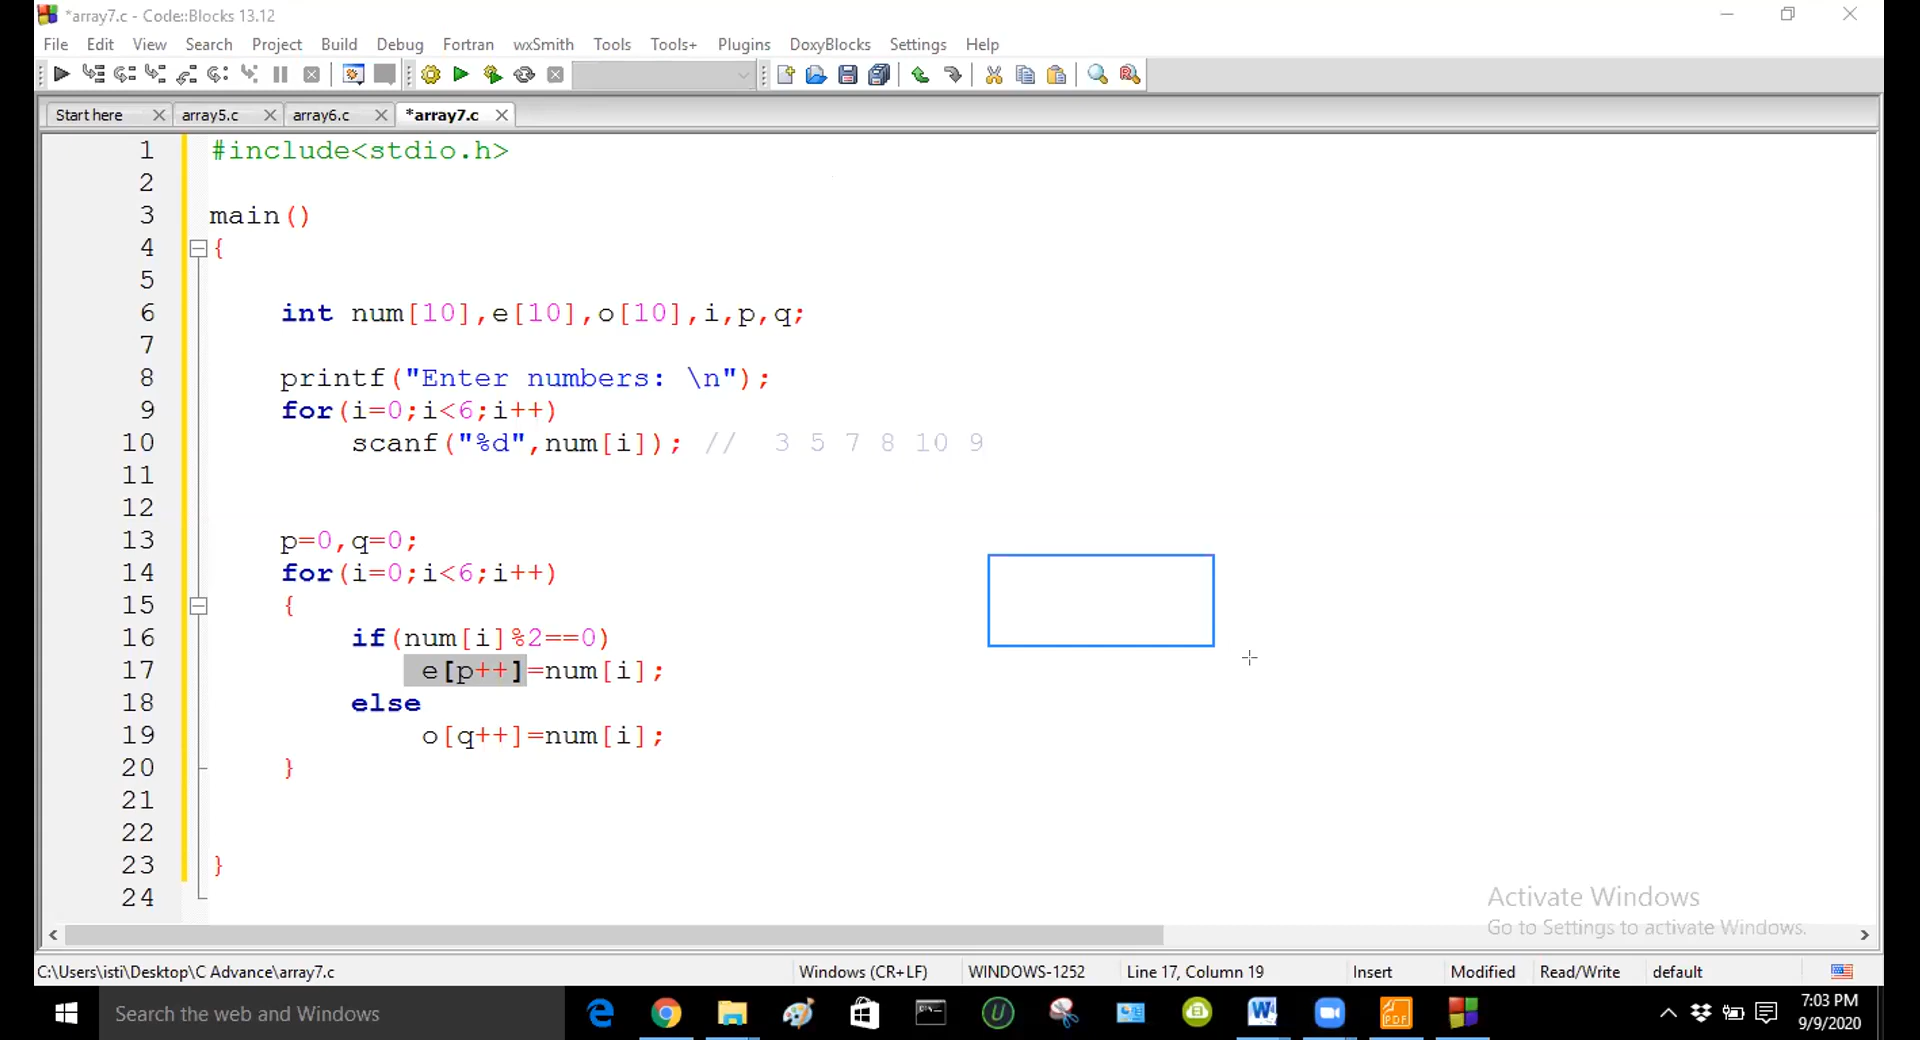 *array7.c - Code::Blocks 13.12
File Edit View Search Project Build Debug Fortran wxSmith Tools Tools+ Plugins DoxyBlocks Settings Help
Start here array5.c array6.c *array7.c
1 #include<stdio.h>
2
3 main()
4 {
5
6 int num[10],e[10],o[10],i,p,q;
7
8 printf("Enter numbers: \n");
9 for(i=0;i<6;i++)
10 scanf("%d",num[i]); // 3 5 7 8 10 9
11
12
13 p=0,q=0;
14 for(i=0;i<6;i++)
15 {
16 if(num[i]%2==0)
17 e[p++]=num[i];
18 else
19 o[q++]=num[i];
20 }
21
22
23 }
24
Activate Windows
Go to Settings to activate Windows.
C:\Users\isti\Desktop\C Advance\array7.c Windows (CR+LF) WINDOWS-1252 Line 17, Column 19 Insert Modified Read/Write default
Search the web and Windows
7:03 PM
9/9/2020